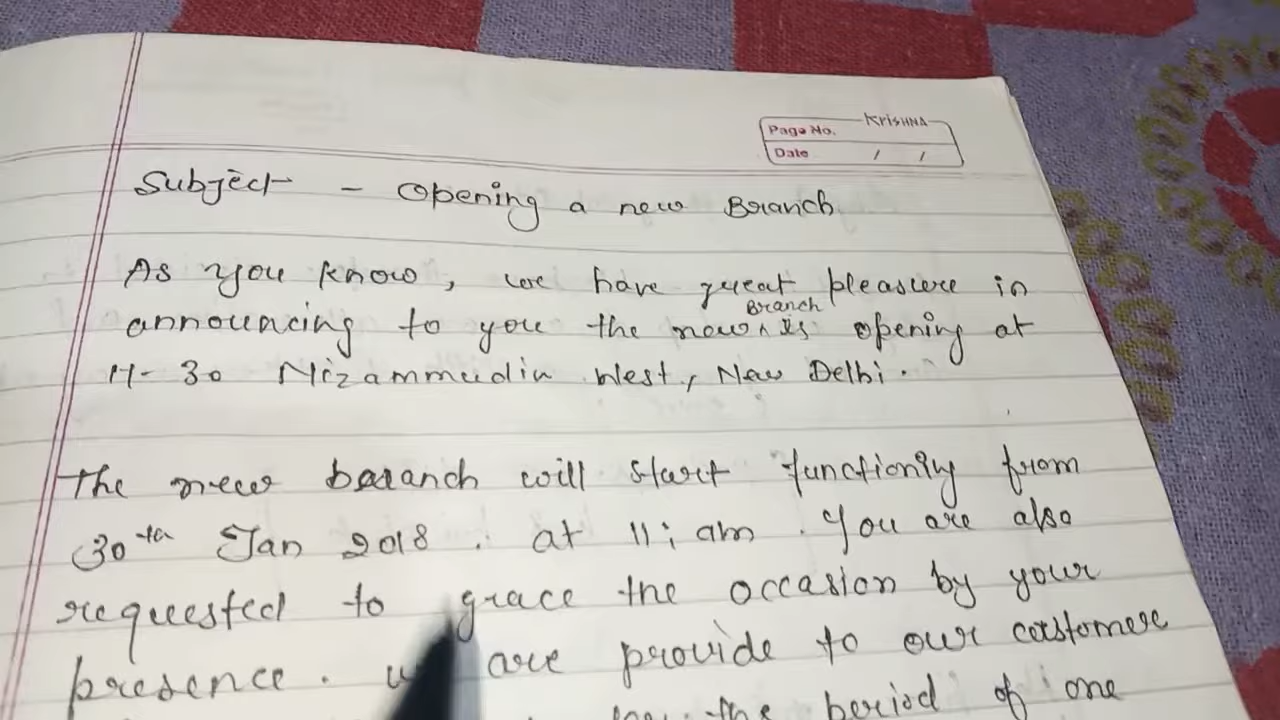 KRISHNA
Page No.
Date / /
Subject - Opening a new Branch
As you know, we have great pleasure in
Branch
announcing to you the new is opening at
H-30 Nizammudin West, New Delhi.
The new branch will start functionly from
30th Jan 2018. at 11: am. You are also
requested to grace the occasion by your
presence. are provide to our customere
the period of one